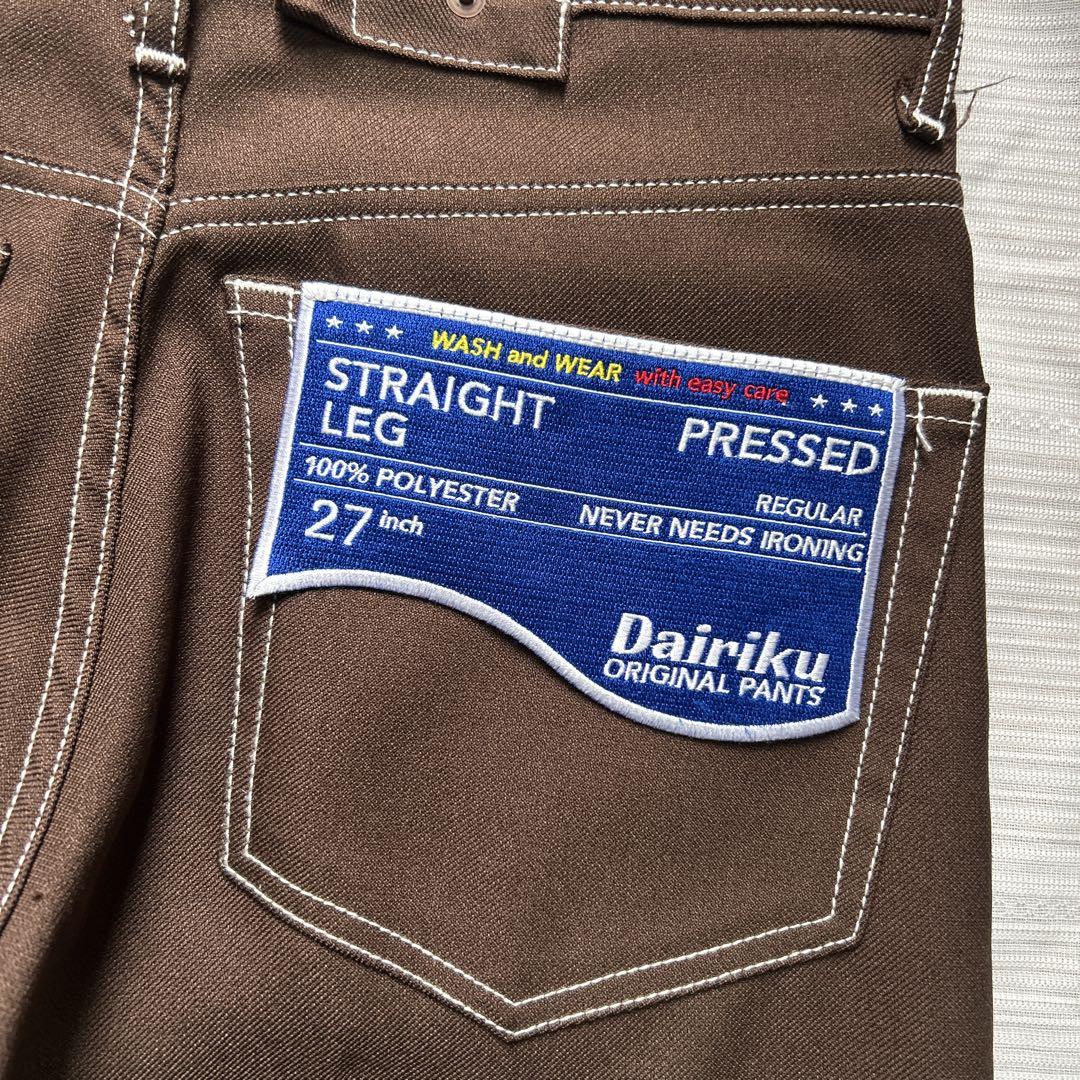 WASH and WEAR with easy care
STRAIGHT
LEG
PRESSED
100% POLYESTER
REGULAR
27 inch
NEVER NEEDS IRONING
Dairiku
ORIGINAL PANTS